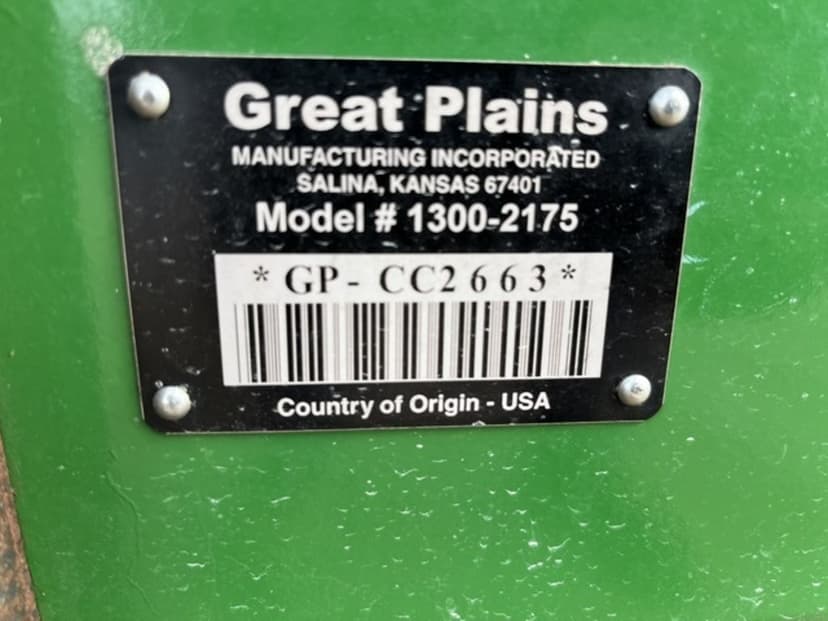 Great Plains
MANUFACTURING INCORPORATED
SALINA, KANSAS 67401
Model # 1300-2175
*GP- CC2663*
Country of Origin - USA